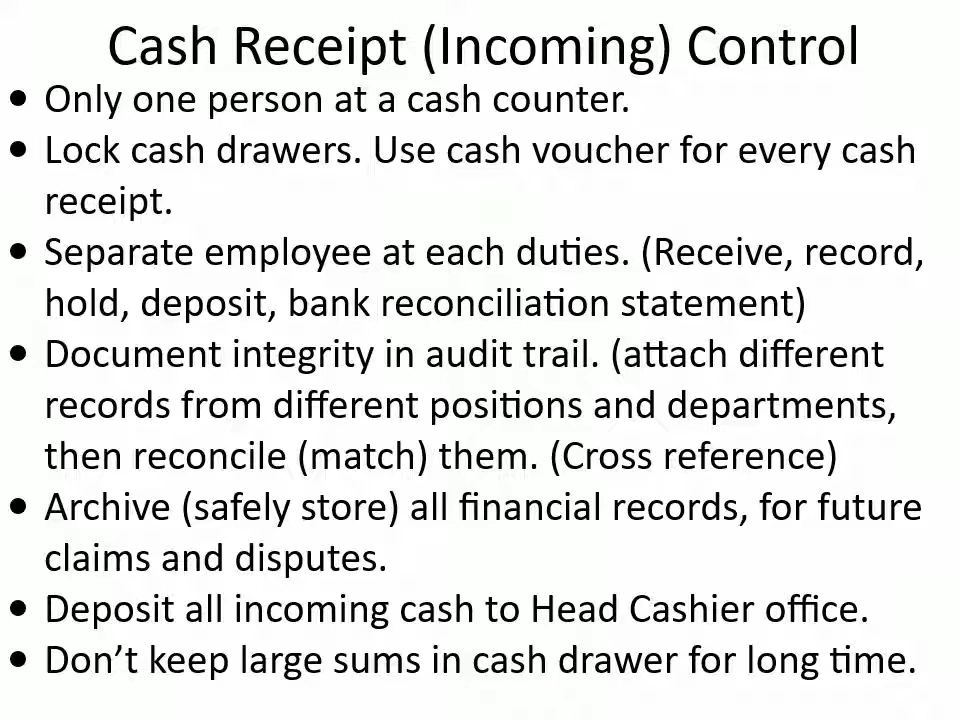 Cash Receipt (Incoming) Control
• Only one person at a cash counter.
• Lock cash drawers. Use cash voucher for every cash
receipt.
• Separate employee at each duties. (Receive, record,
hold, deposit, bank reconciliation statement)
• Document integrity in audit trail. (attach different
records from different positions and departments,
then reconcile (match) them. (Cross reference)
• Archive (safely store) all financial records, for future
claims and disputes.
• Deposit all incoming cash to Head Cashier office.
• Don’t keep large sums in cash drawer for long time.